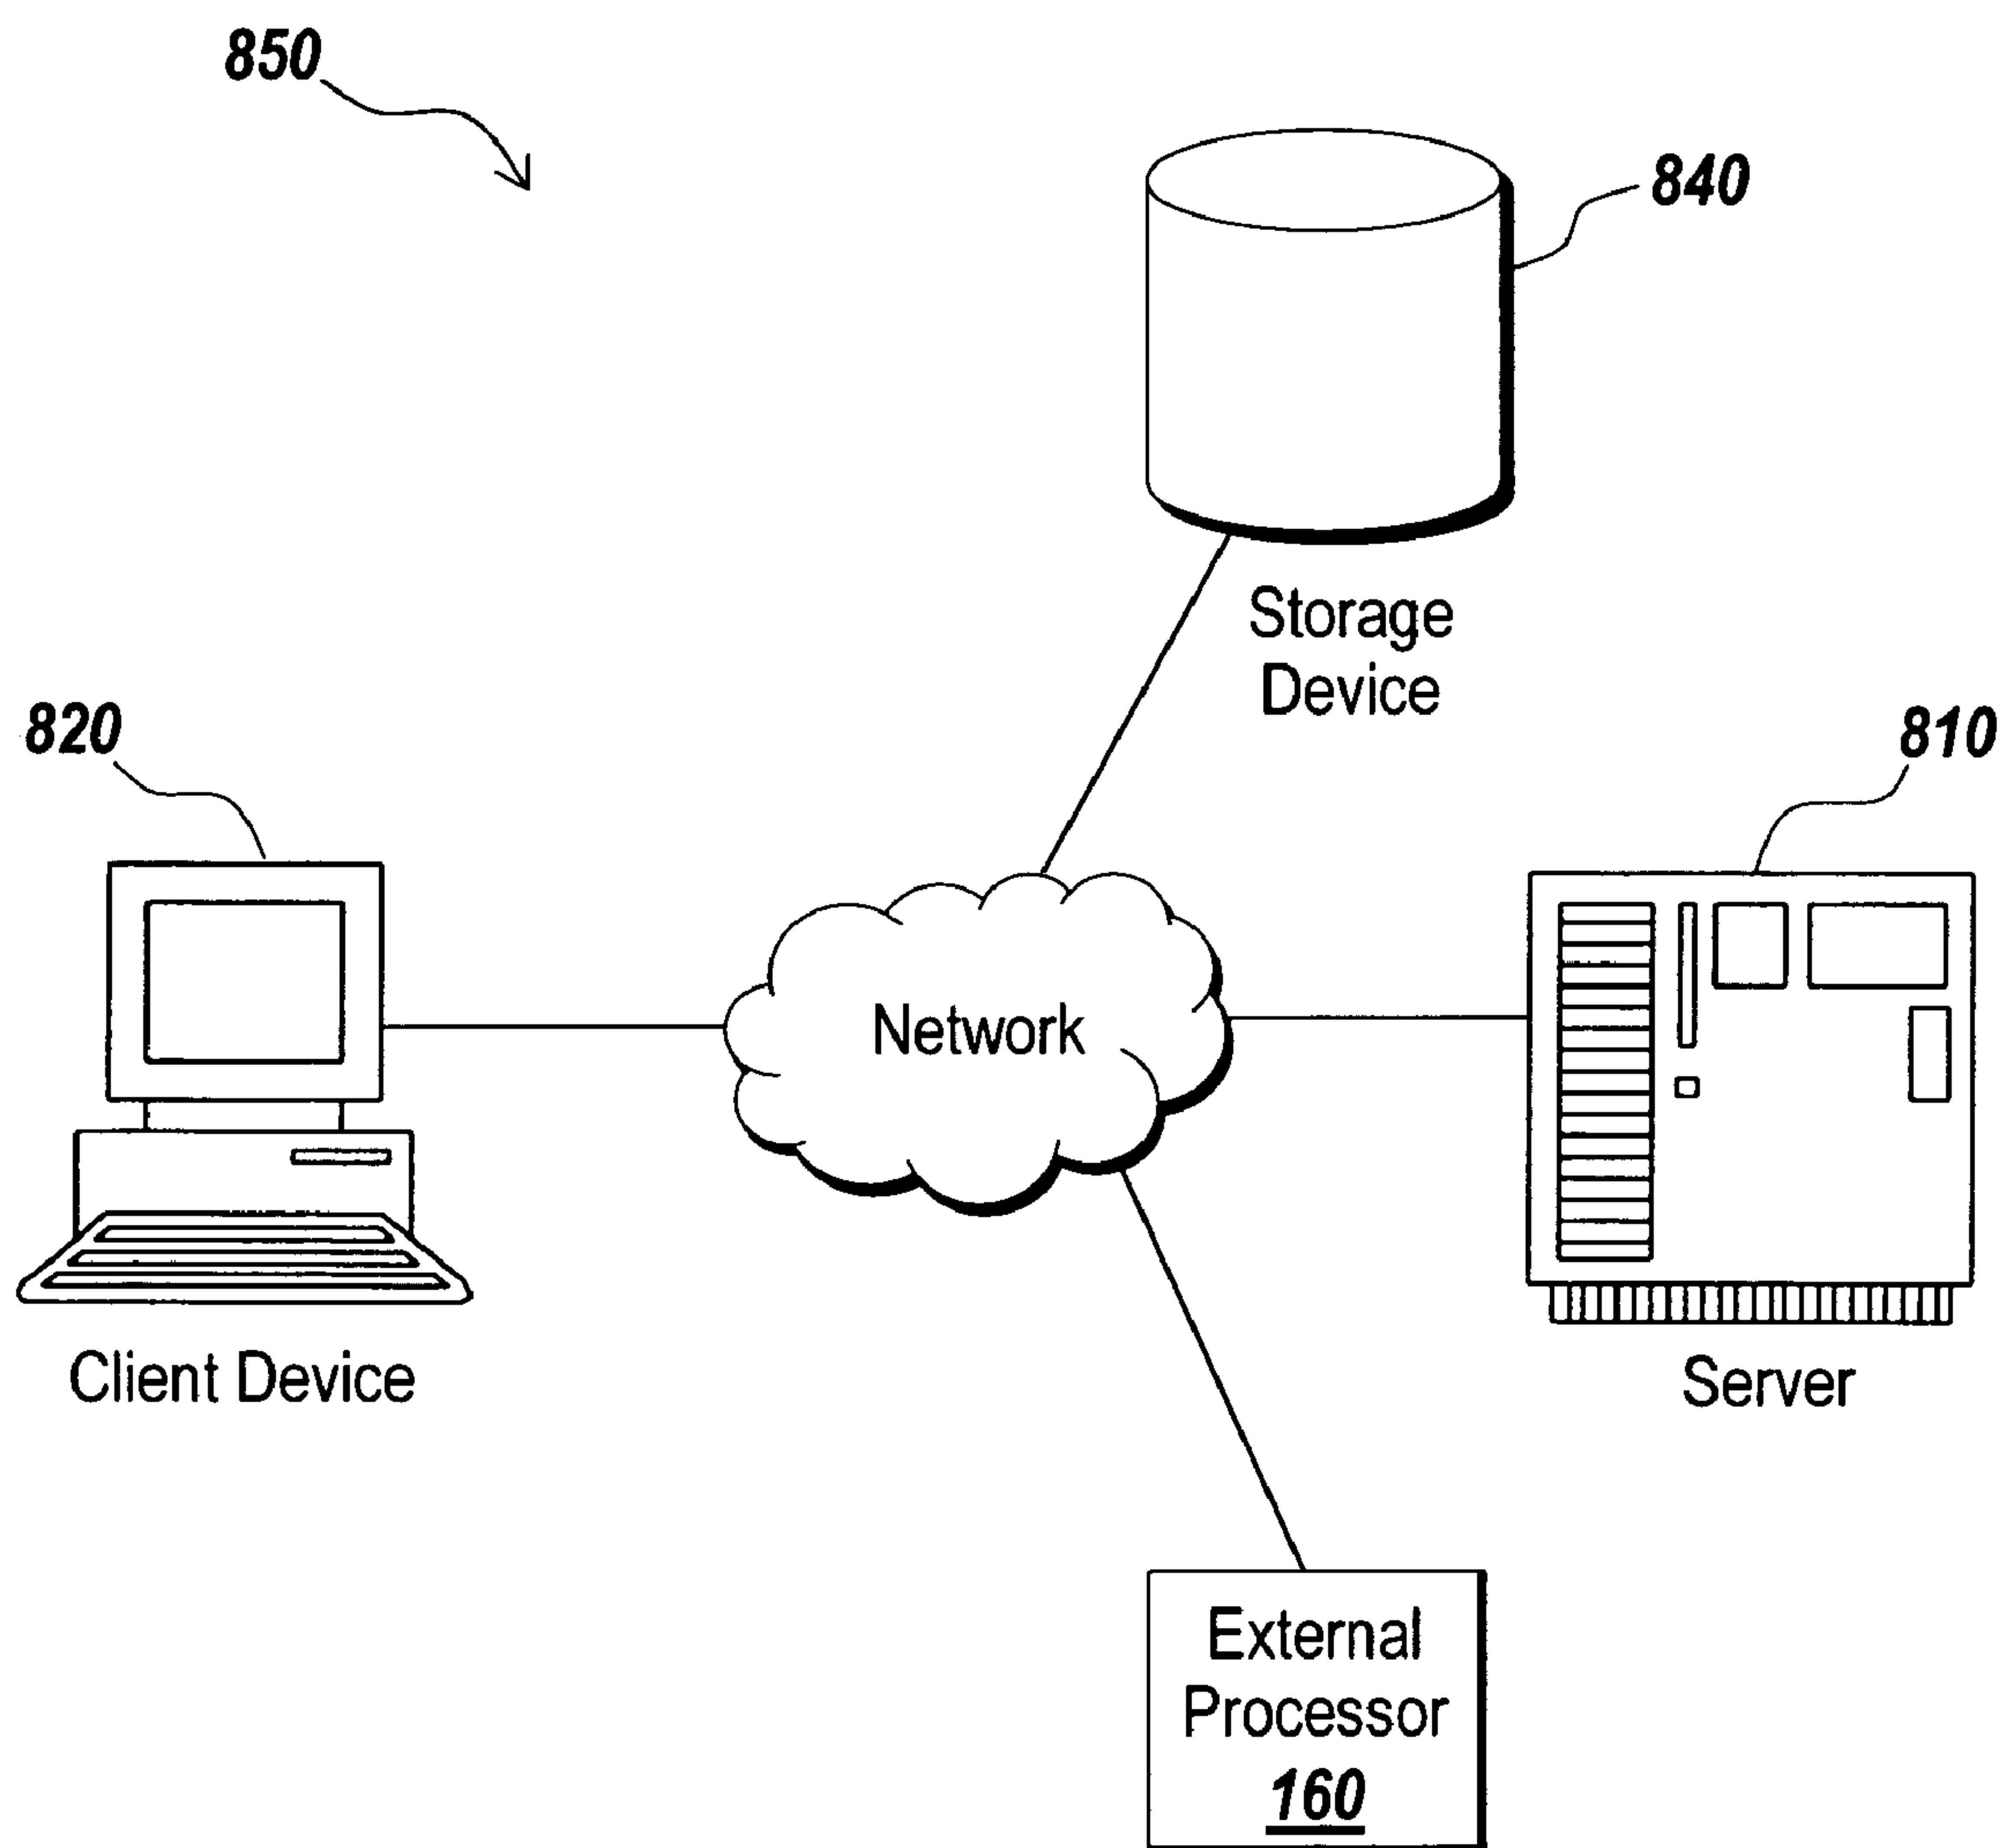 850
840
Storage
Device
820
810
Network
Client Device
Server
External
Processor
160